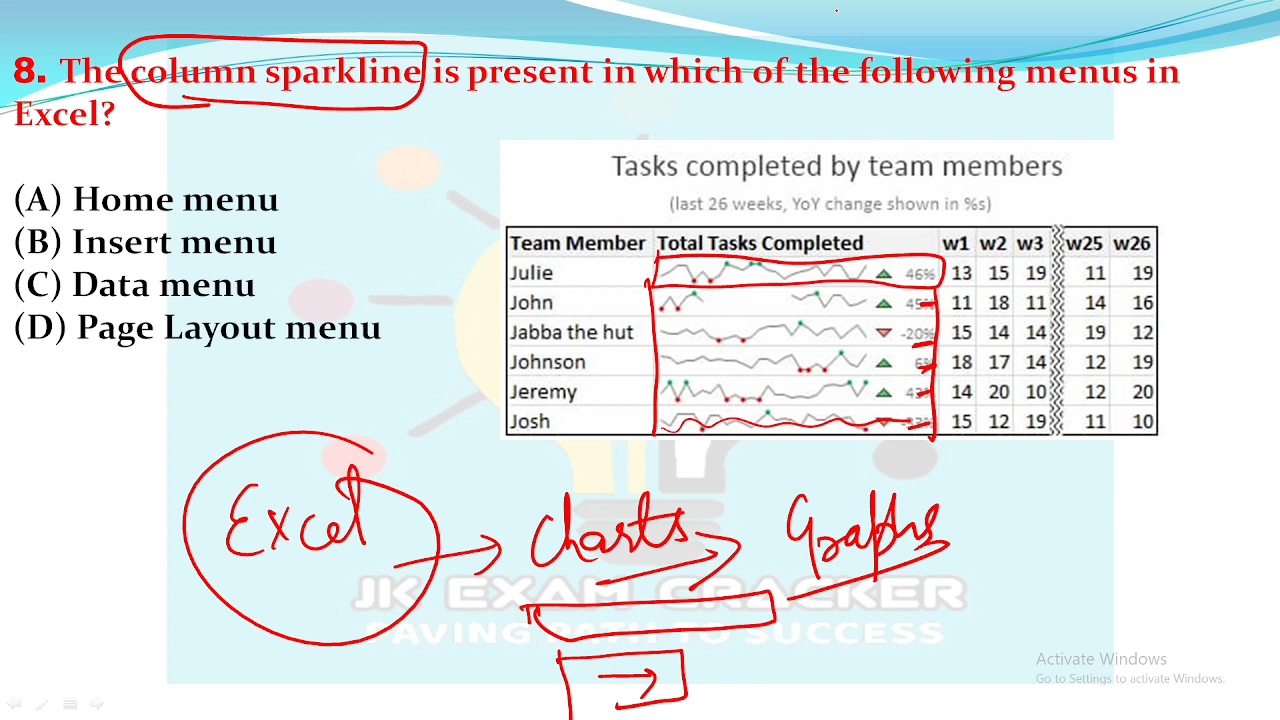 8. The column sparkline is present in which of the following menus in
Excel?
(A) Home menu
(B) Insert menu
(C) Data menu
(D) Page Layout menu
Tasks completed by team members
(last 26 weeks, YoY change shown in %s)
Team Member Total Tasks Completed w1 w2 w3 w25 w26
Julie 46% 13 15 19 11 19
John 11 18 11 14 16
Jabba the hut -20% 15 14 14 19 12
Johnson 6% 18 17 14 12 19
Jeremy 14 20 10 12 20
Josh 15 12 19 11 10
Excel → Charts Graphs
JK EXAM CRACKER
PAVING PATH TO SUCCESS
Activate Windows
Go to Settings to activate Windows.